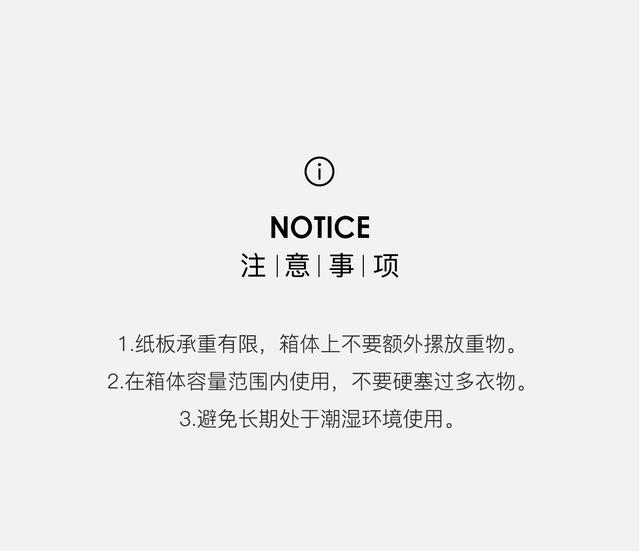 NOTICE
注|意|事|项
1.纸板承重有限，箱体上不要额外摞放重物。
2.在箱体容量范围内使用，不要硬塞过多衣物。
3.避免长期处于潮湿环境使用。